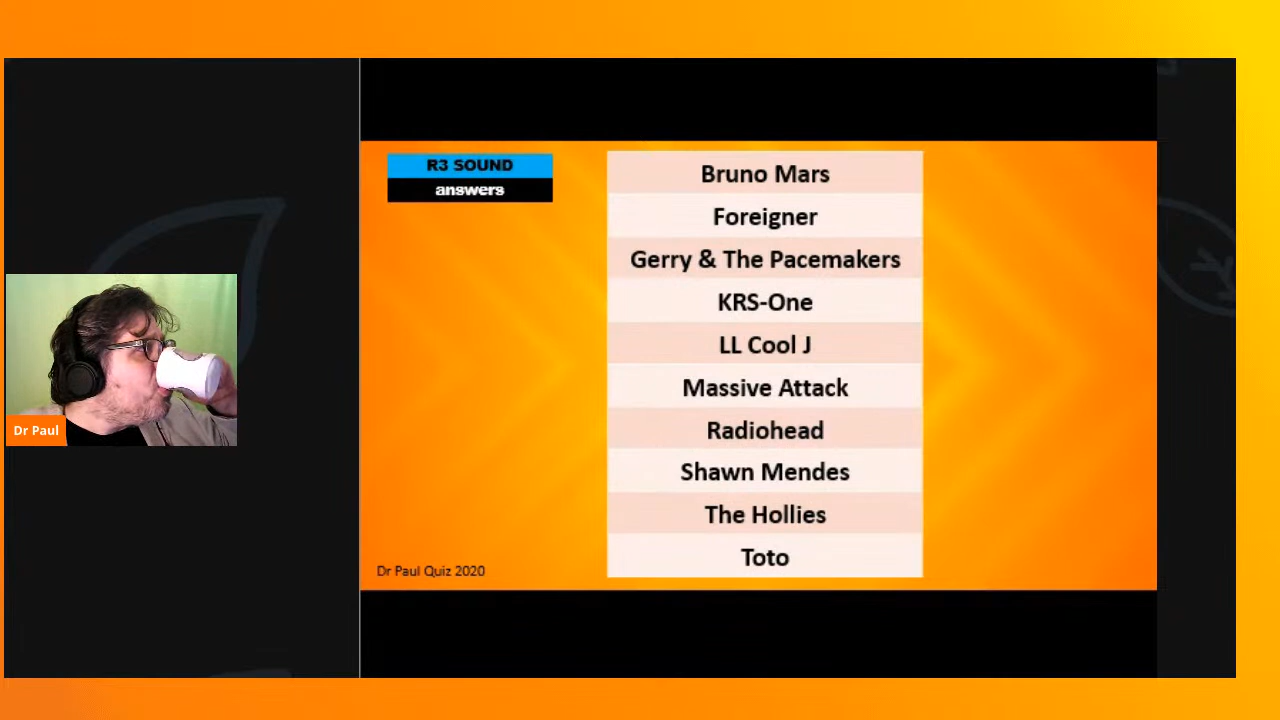 R3 SOUND
answers
Bruno Mars
Foreigner
Gerry & The Pacemakers
KRS-One
LL Cool J
Massive Attack
Radiohead
Shawn Mendes
The Hollies
Toto
Dr Paul
Dr Paul Quiz 2020